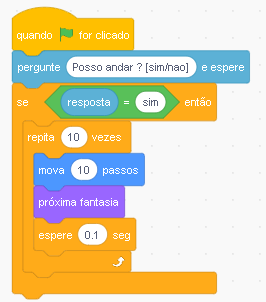 quando for clicado
pergunte Posso andar ? [sim/nao] e espere
se resposta = sim então
repita 10 vezes
mova 10 passos
próxima fantasia
espere 0.1 seg